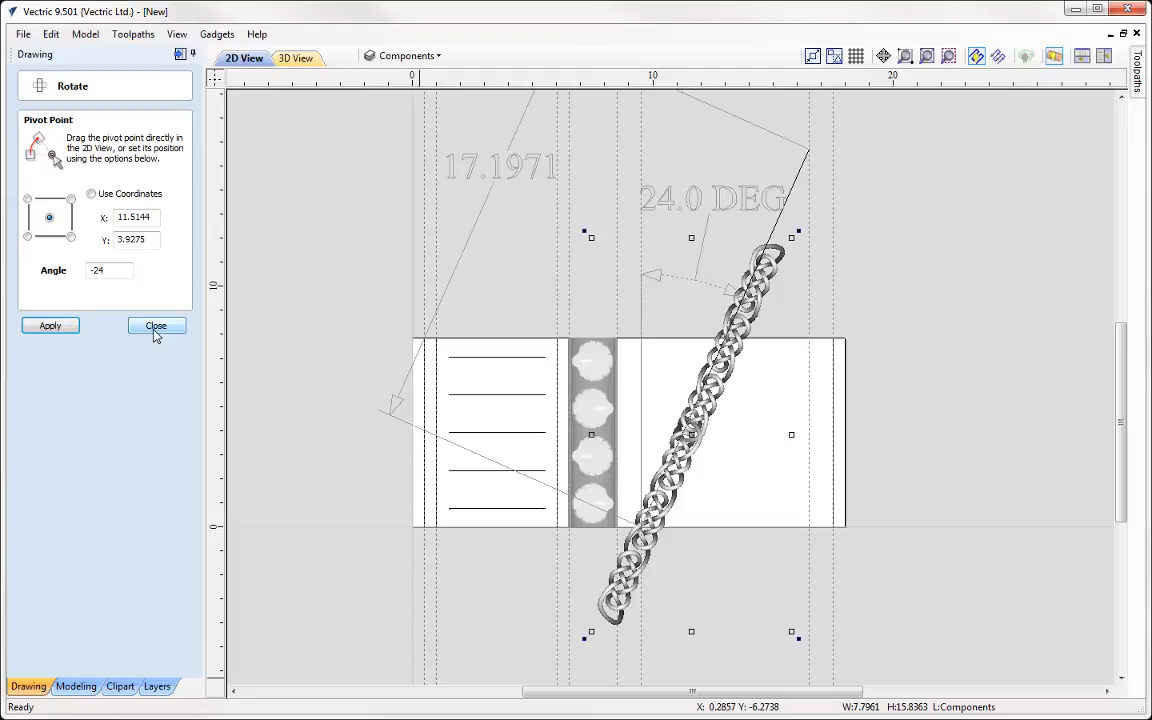 Vectric 9.501 {Vectric Ltd.} - [New]
File Edit Model Toolpaths View Gadgets Help
Drawing
2D View 3D View Components
Toolpaths
Rotate
0 10 20
Pivot Point
Drag the pivot point directly in
the 2D View, or set its position
using the options below.
Use Coordinates
X: 11.5144
Y: 3.9275
Angle -24
Apply Close
17.1971
24.0 DEG
10
0
Drawing Modeling Clipart Layers
Ready
X: 0.2857 Y: -6.2738 W:7.7961 H:15.8363 L:Components